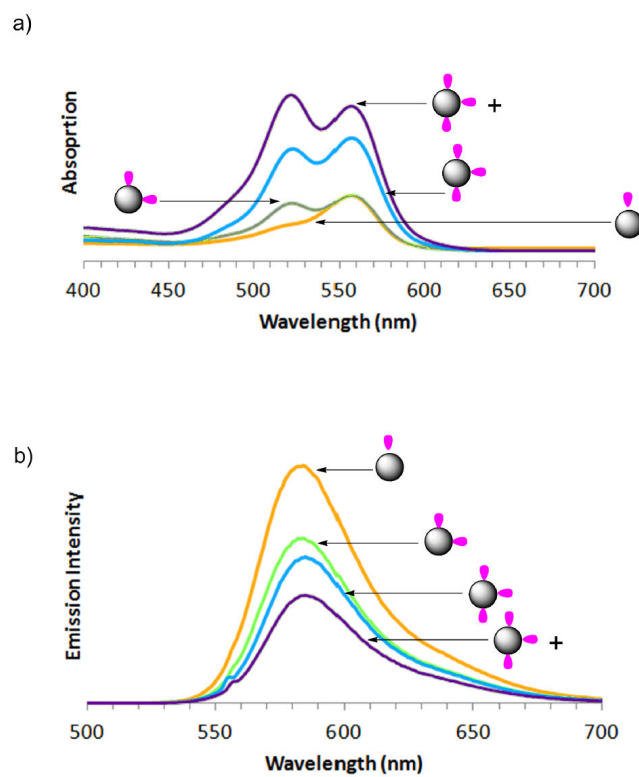 a)
Absoprtion
+
400 450 500 550 600 650 700
Wavelength (nm)
b)
Emission Intensity
+
500 550 600 650 700
Wavelength (nm)